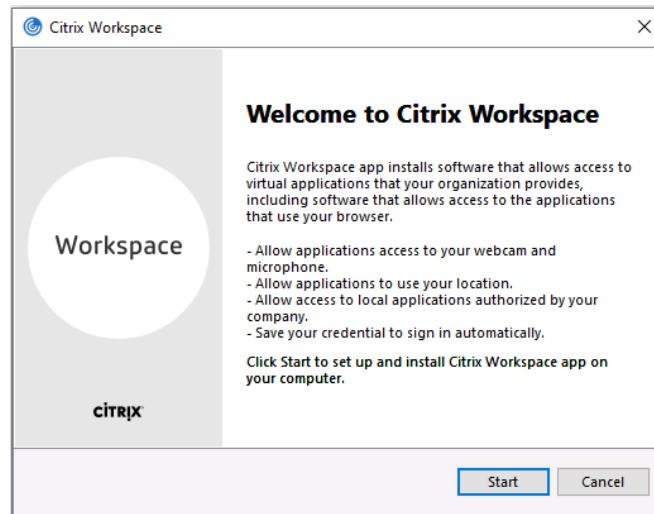 Citrix Workspace
Welcome to Citrix Workspace
Citrix Workspace app installs software that allows access to
virtual applications that your organization provides,
including software that allows access to the applications
that use your browser.
- Allow applications access to your webcam and
microphone.
- Allow applications to use your location.
- Allow access to local applications authorized by your
company.
- Save your credential to sign in automatically.
Click Start to set up and install Citrix Workspace app on
your computer.
Workspace
citrix
Start Cancel